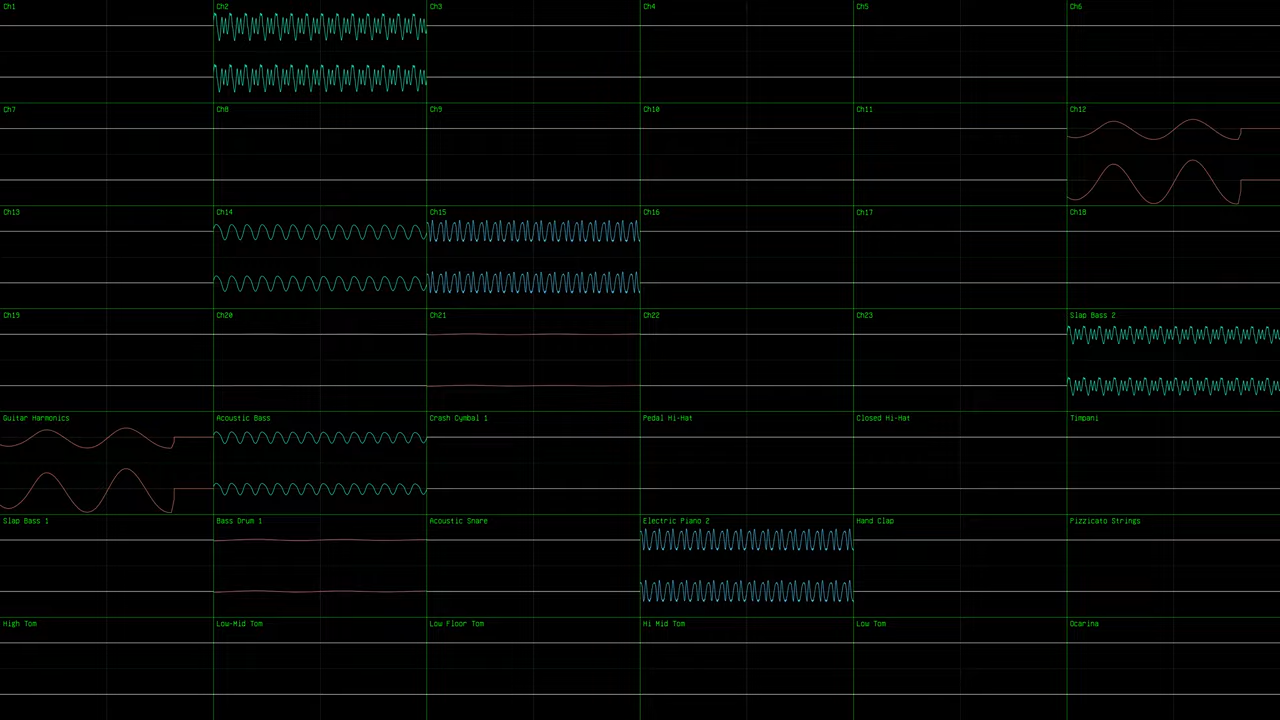 Ch1 Ch2 Ch3 Ch4 Ch5 Ch6
Ch7 Ch8 Ch9 Ch10 Ch11 Ch12
Ch13 Ch14 Ch15 Ch16 Ch17 Ch18
Ch19 Ch20 Ch21 Ch22 Ch23 Slap Bass 2
Guitar Harmonics Acoustic Bass Crash Cymbal 1 Pedal Hi-Hat Closed Hi-Hat Timpani
Slap Bass 1 Bass Drum 1 Acoustic Snare Electric Piano 2 Hand Clap Pizzicato Strings
High Tom Low-Mid Tom Low Floor Tom Hi Mid Tom Low Tom Ocarina